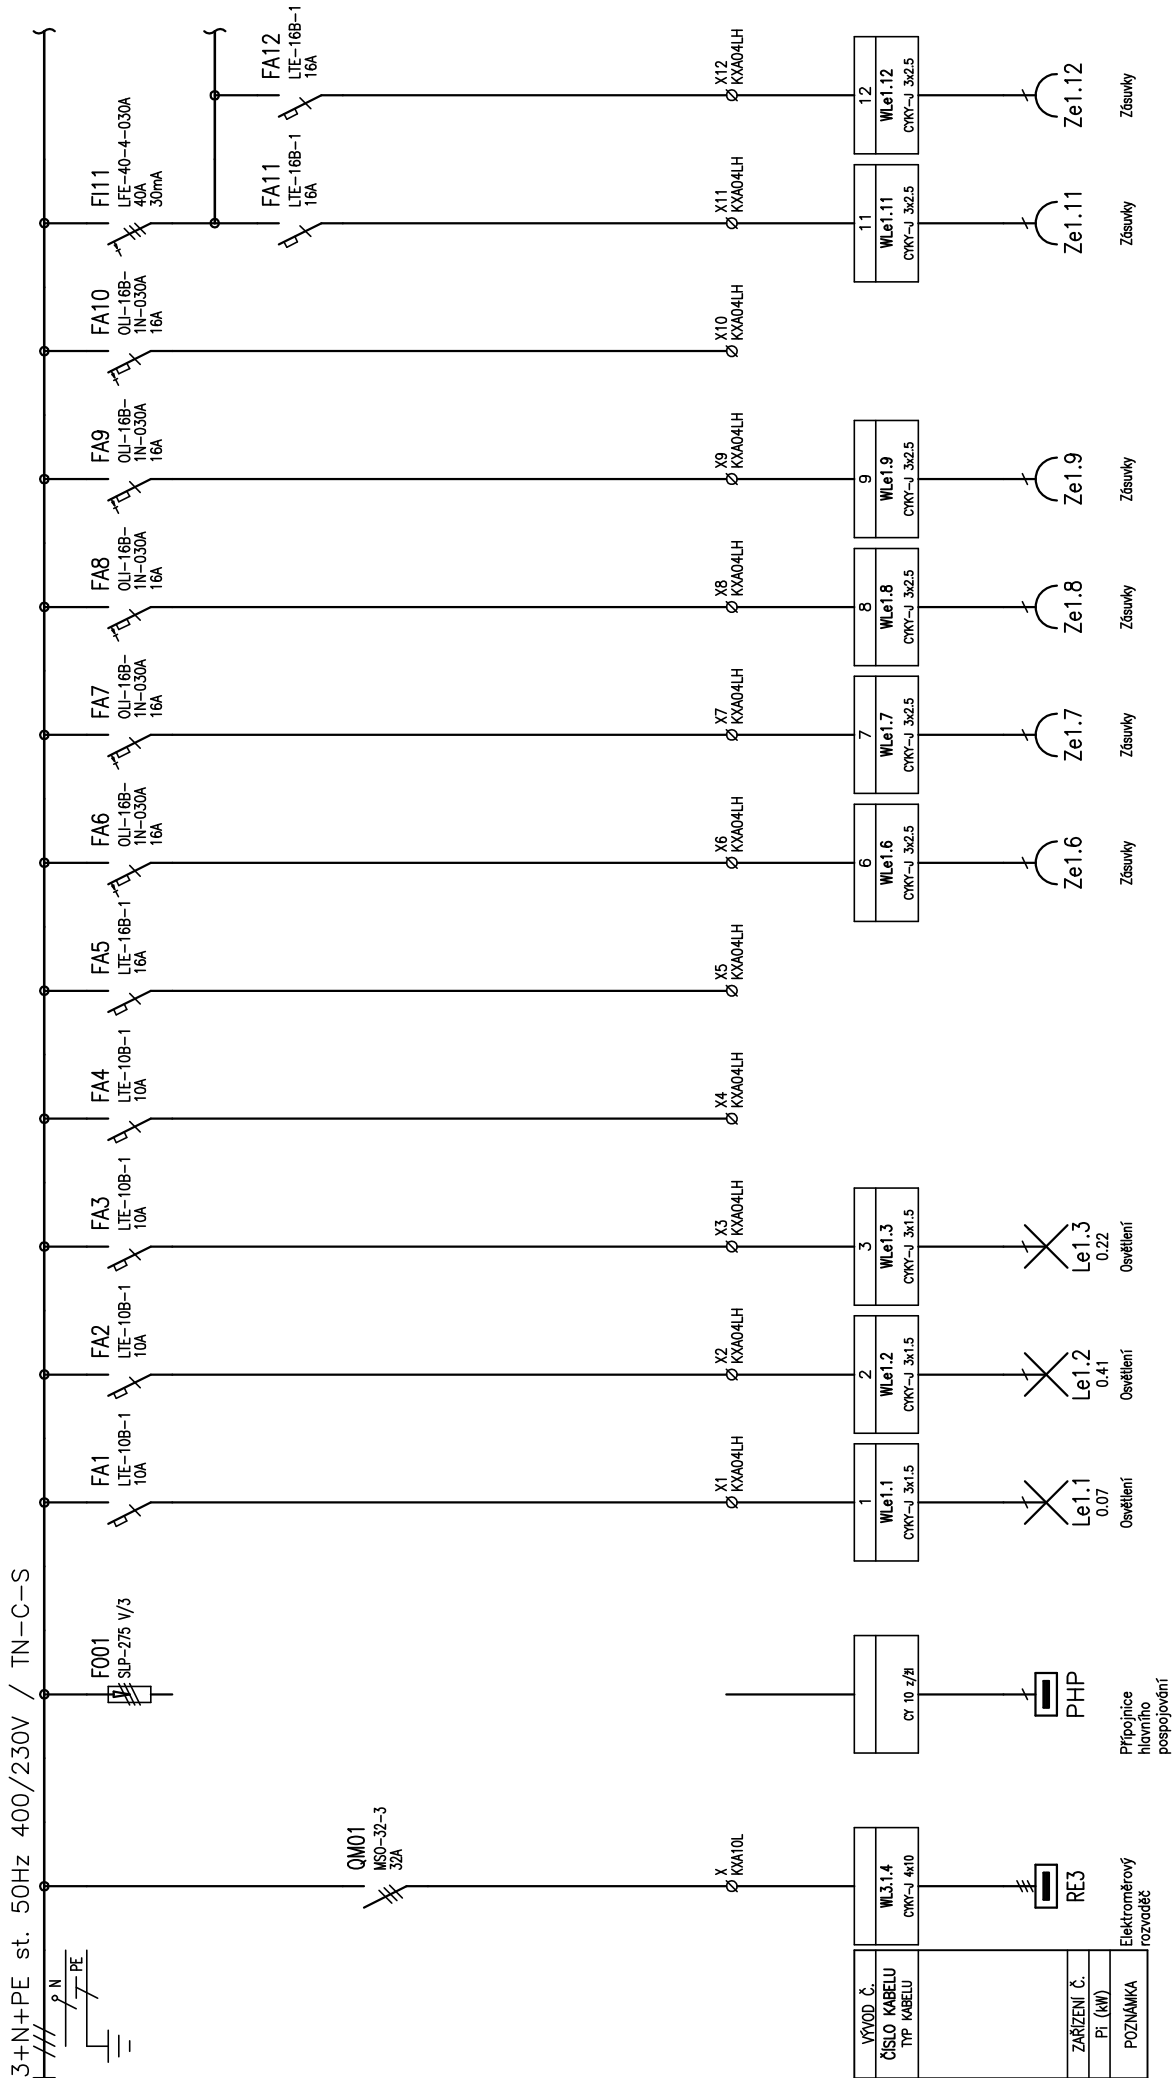 3+N+PE st. 50Hz 400/230V / TN-C-S
N
PE
QM01
MSO-32-3
32A
X
KXA10L
WL3.1.4
CYKY-J 4x10
RE3
Elektroměrový
rozvaděč
VÝVOD Č.
ČÍSLO KABELU
TYP KABELU
ZAŘÍZENÍ Č.
Pi (kW)
POZNÁMKA
F001
SLP-275 V/3
CY 10 z/žl
PHP
Přípojnice
hlavního
pospojování
FA1
LTE-10B-1
10A
X1
KXA04LH
1
WLe1.1
CYKY-J 3x1.5
Le1.1
0.07
Osvětlení
FA2
LTE-10B-1
10A
X2
KXA04LH
2
WLe1.2
CYKY-J 3x1.5
Le1.2
0.41
Osvětlení
FA3
LTE-10B-1
10A
X3
KXA04LH
3
WLe1.3
CYKY-J 3x1.5
Le1.3
0.22
Osvětlení
FA4
LTE-10B-1
10A
X4
KXA04LH
FA5
LTE-16B-1
16A
X5
KXA04LH
FA6
OLI-16B-
1N-030A
16A
X6
KXA04LH
6
WLe1.6
CYKY-J 3x2.5
Ze1.6
Zásuvky
FA7
OLI-16B-
1N-030A
16A
X7
KXA04LH
7
WLe1.7
CYKY-J 3x2.5
Ze1.7
Zásuvky
FA8
OLI-16B-
1N-030A
16A
X8
KXA04LH
8
WLe1.8
CYKY-J 3x2.5
Ze1.8
Zásuvky
FA9
OLI-16B-
1N-030A
16A
X9
KXA04LH
9
WLe1.9
CYKY-J 3x2.5
Ze1.9
Zásuvky
FA10
OLI-16B-
1N-030A
16A
X10
KXA04LH
FI11
LFE-40-4-030A
40A
30mA
FA11
LTE-16B-1
16A
X11
KXA04LH
11
WLe1.11
CYKY-J 3x2.5
Ze1.11
Zásuvky
FA12
LTE-16B-1
16A
X12
KXA04LH
12
WLe1.12
CYKY-J 3x2.5
Ze1.12
Zásuvky